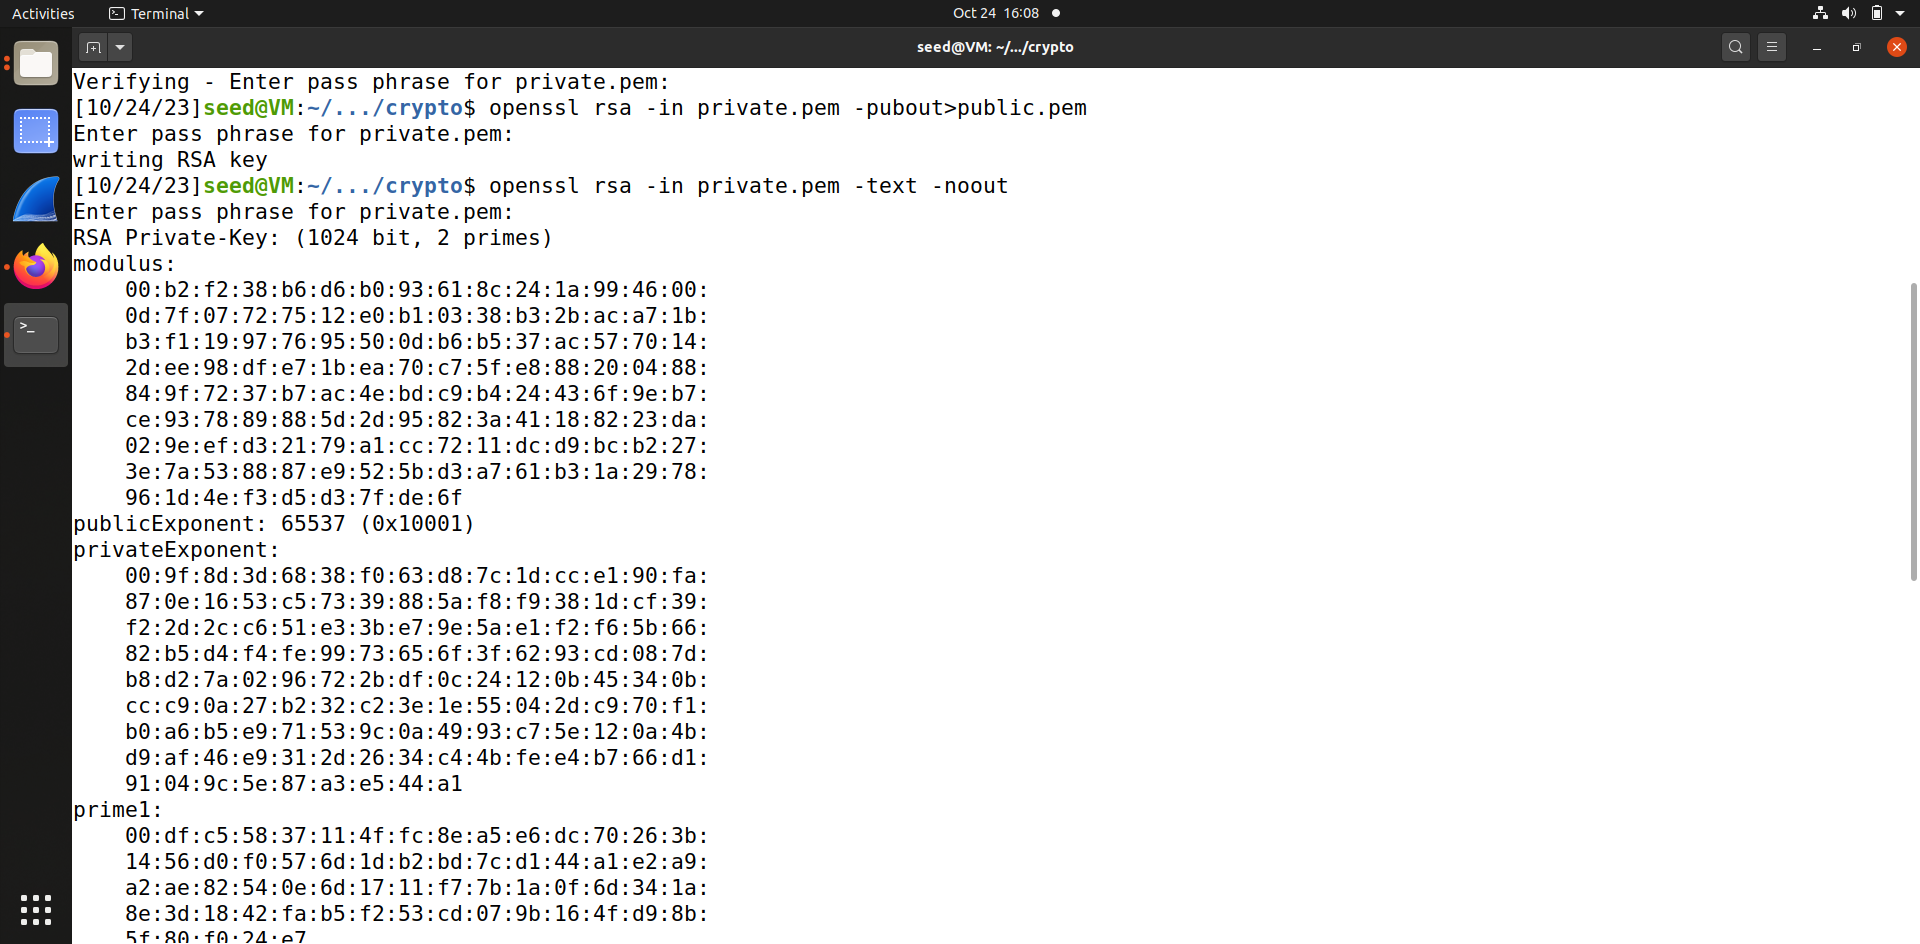 Activities Terminal Oct 24 16:08
seed@VM: ~/.../crypto
Verifying - Enter pass phrase for private.pem:
[10/24/23]seed@VM:~/.../crypto$ openssl rsa -in private.pem -pubout>public.pem
Enter pass phrase for private.pem:
writing RSA key
[10/24/23]seed@VM:~/.../crypto$ openssl rsa -in private.pem -text -noout
Enter pass phrase for private.pem:
RSA Private-Key: (1024 bit, 2 primes)
modulus:
    00:b2:f2:38:b6:d6:b0:93:61:8c:24:1a:99:46:00:
    0d:7f:07:72:75:12:e0:b1:03:38:b3:2b:ac:a7:1b:
    b3:f1:19:97:76:95:50:0d:b6:b5:37:ac:57:70:14:
    2d:ee:98:df:e7:1b:ea:70:c7:5f:e8:88:20:04:88:
    84:9f:72:37:b7:ac:4e:bd:c9:b4:24:43:6f:9e:b7:
    ce:93:78:89:88:5d:2d:95:82:3a:41:18:82:23:da:
    02:9e:ef:d3:21:79:a1:cc:72:11:dc:d9:bc:b2:27:
    3e:7a:53:88:87:e9:52:5b:d3:a7:61:b3:1a:29:78:
    96:1d:4e:f3:d5:d3:7f:de:6f
publicExponent: 65537 (0x10001)
privateExponent:
    00:9f:8d:3d:68:38:f0:63:d8:7c:1d:cc:e1:90:fa:
    87:0e:16:53:c5:73:39:88:5a:f8:f9:38:1d:cf:39:
    f2:2d:2c:c6:51:e3:3b:e7:9e:5a:e1:f2:f6:5b:66:
    82:b5:d4:f4:fe:99:73:65:6f:3f:62:93:cd:08:7d:
    b8:d2:7a:02:96:72:2b:df:0c:24:12:0b:45:34:0b:
    cc:c9:0a:27:b2:32:c2:3e:1e:55:04:2d:c9:70:f1:
    b0:a6:b5:e9:71:53:9c:0a:49:93:c7:5e:12:0a:4b:
    d9:af:46:e9:31:2d:26:34:c4:4b:fe:e4:b7:66:d1:
    91:04:9c:5e:87:a3:e5:44:a1
prime1:
    00:df:c5:58:37:11:4f:fc:8e:a5:e6:dc:70:26:3b:
    14:56:d0:f0:57:6d:1d:b2:bd:7c:d1:44:a1:e2:a9:
    a2:ae:82:54:0e:6d:17:11:f7:7b:1a:0f:6d:34:1a:
    8e:3d:18:42:fa:b5:f2:53:cd:07:9b:16:4f:d9:8b:
    5f:80:f0:24:e7